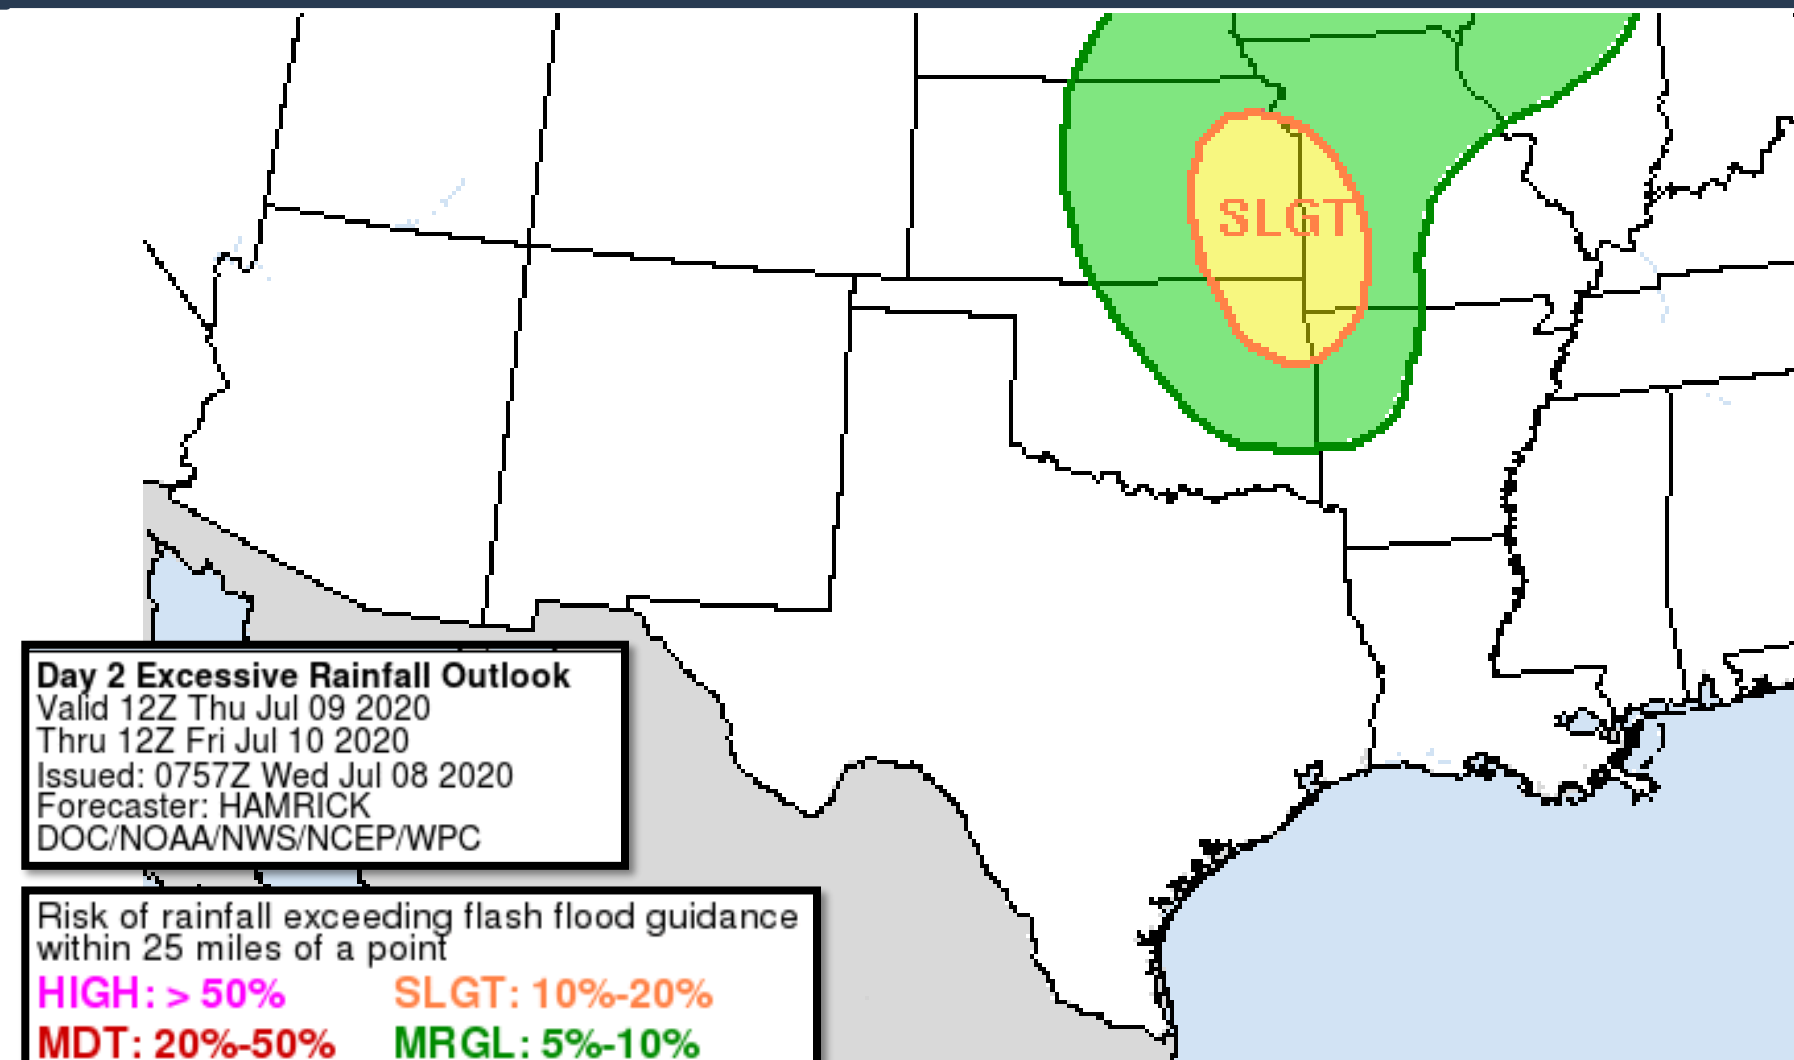 SLGT
Day 2 Excessive Rainfall Outlook
Valid 12Z Thu Jul 09 2020
Thru 12Z Fri Jul 10 2020
Issued: 0757Z Wed Jul 08 2020
Forecaster: HAMRICK
DOC/NOAA/NWS/NCEP/WPC
Risk of rainfall exceeding flash flood guidance
within 25 miles of a point
HIGH: > 50% SLGT: 10%-20%
MDT: 20%-50% MRGL: 5%-10%